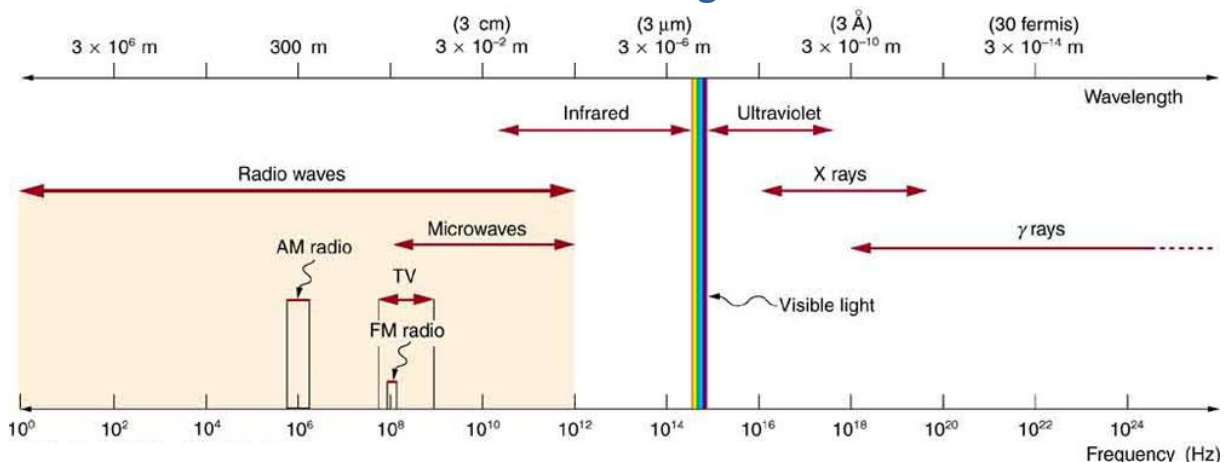 (3 cm) (3 μm) (3 Å) (30 fermis)
3 × 10⁶ m 300 m 3 × 10⁻² m 3 × 10⁻⁶ m 3 × 10⁻¹⁰ m 3 × 10⁻¹⁴ m
Wavelength
Infrared Ultraviolet
Radio waves X rays
Microwaves γ rays
AM radio
TV
Visible light
FM radio
10⁰ 10² 10⁴ 10⁶ 10⁸ 10¹⁰ 10¹² 10¹⁴ 10¹⁶ 10¹⁸ 10²⁰ 10²² 10²⁴
Frequency (Hz)